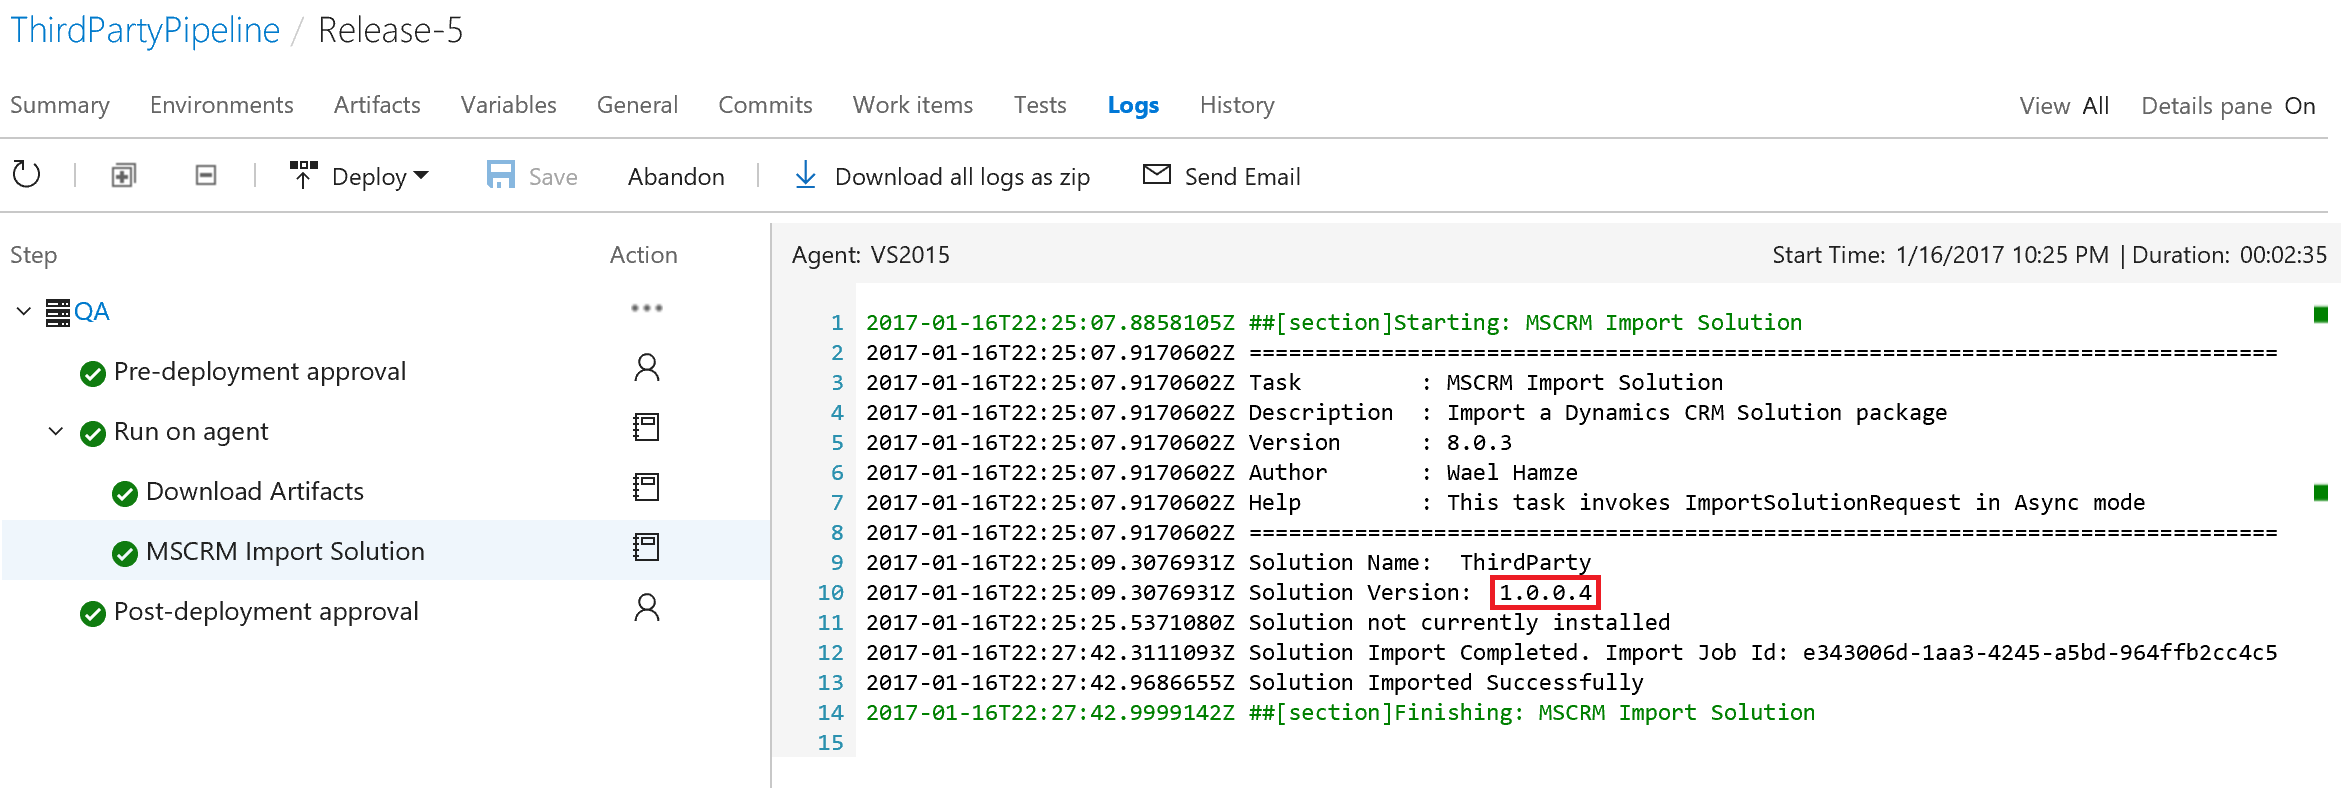 ThirdPartyPipeline / Release-5
Summary Environments Artifacts Variables General Commits Work items Tests Logs History View All Details pane On
Deploy Save Abandon Download all logs as zip Send Email
Step Action
QA
Pre-deployment approval
Run on agent
Download Artifacts
MSCRM Import Solution
Post-deployment approval
Agent: VS2015 Start Time: 1/16/2017 10:25 PM | Duration: 00:02:35
1 2017-01-16T22:25:07.8858105Z ##[section]Starting: MSCRM Import Solution
2 2017-01-16T22:25:07.9170602Z ==============================================================================
3 2017-01-16T22:25:07.9170602Z Task         : MSCRM Import Solution
4 2017-01-16T22:25:07.9170602Z Description  : Import a Dynamics CRM Solution package
5 2017-01-16T22:25:07.9170602Z Version      : 8.0.3
6 2017-01-16T22:25:07.9170602Z Author       : Wael Hamze
7 2017-01-16T22:25:07.9170602Z Help         : This task invokes ImportSolutionRequest in Async mode
8 2017-01-16T22:25:07.9170602Z ==============================================================================
9 2017-01-16T22:25:09.3076931Z Solution Name:  ThirdParty
10 2017-01-16T22:25:09.3076931Z Solution Version:  1.0.0.4
11 2017-01-16T22:25:25.5371080Z Solution not currently installed
12 2017-01-16T22:27:42.3111093Z Solution Import Completed. Import Job Id: e343006d-1aa3-4245-a5bd-964ffb2cc4c5
13 2017-01-16T22:27:42.9686655Z Solution Imported Successfully
14 2017-01-16T22:27:42.9999142Z ##[section]Finishing: MSCRM Import Solution
15